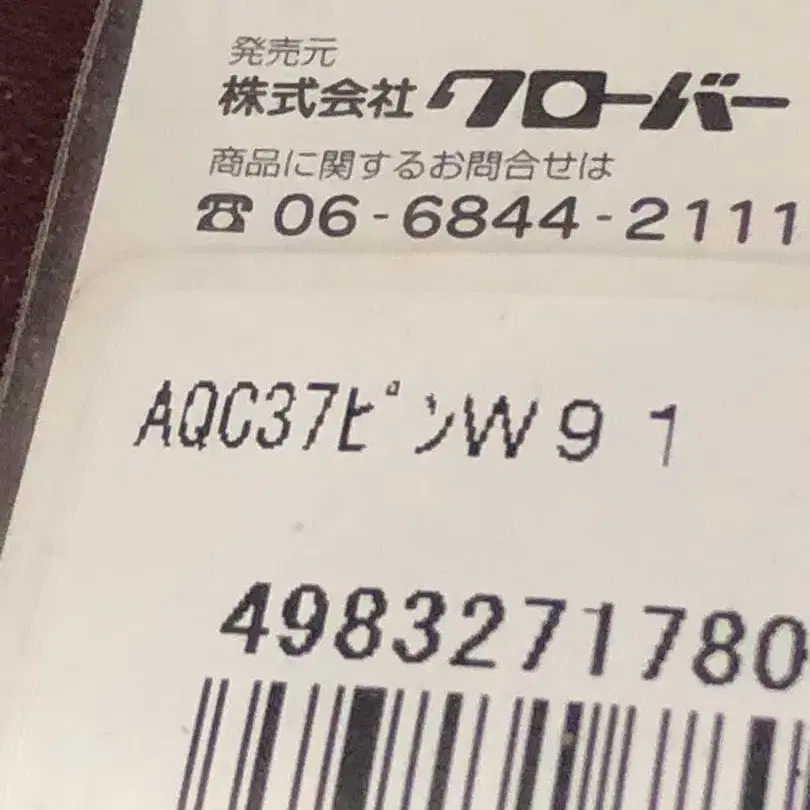 発売元
株式会社クローバー
商品に関するお問合せは
☎06-6844-2111
AQC37ピンW91
4983271780